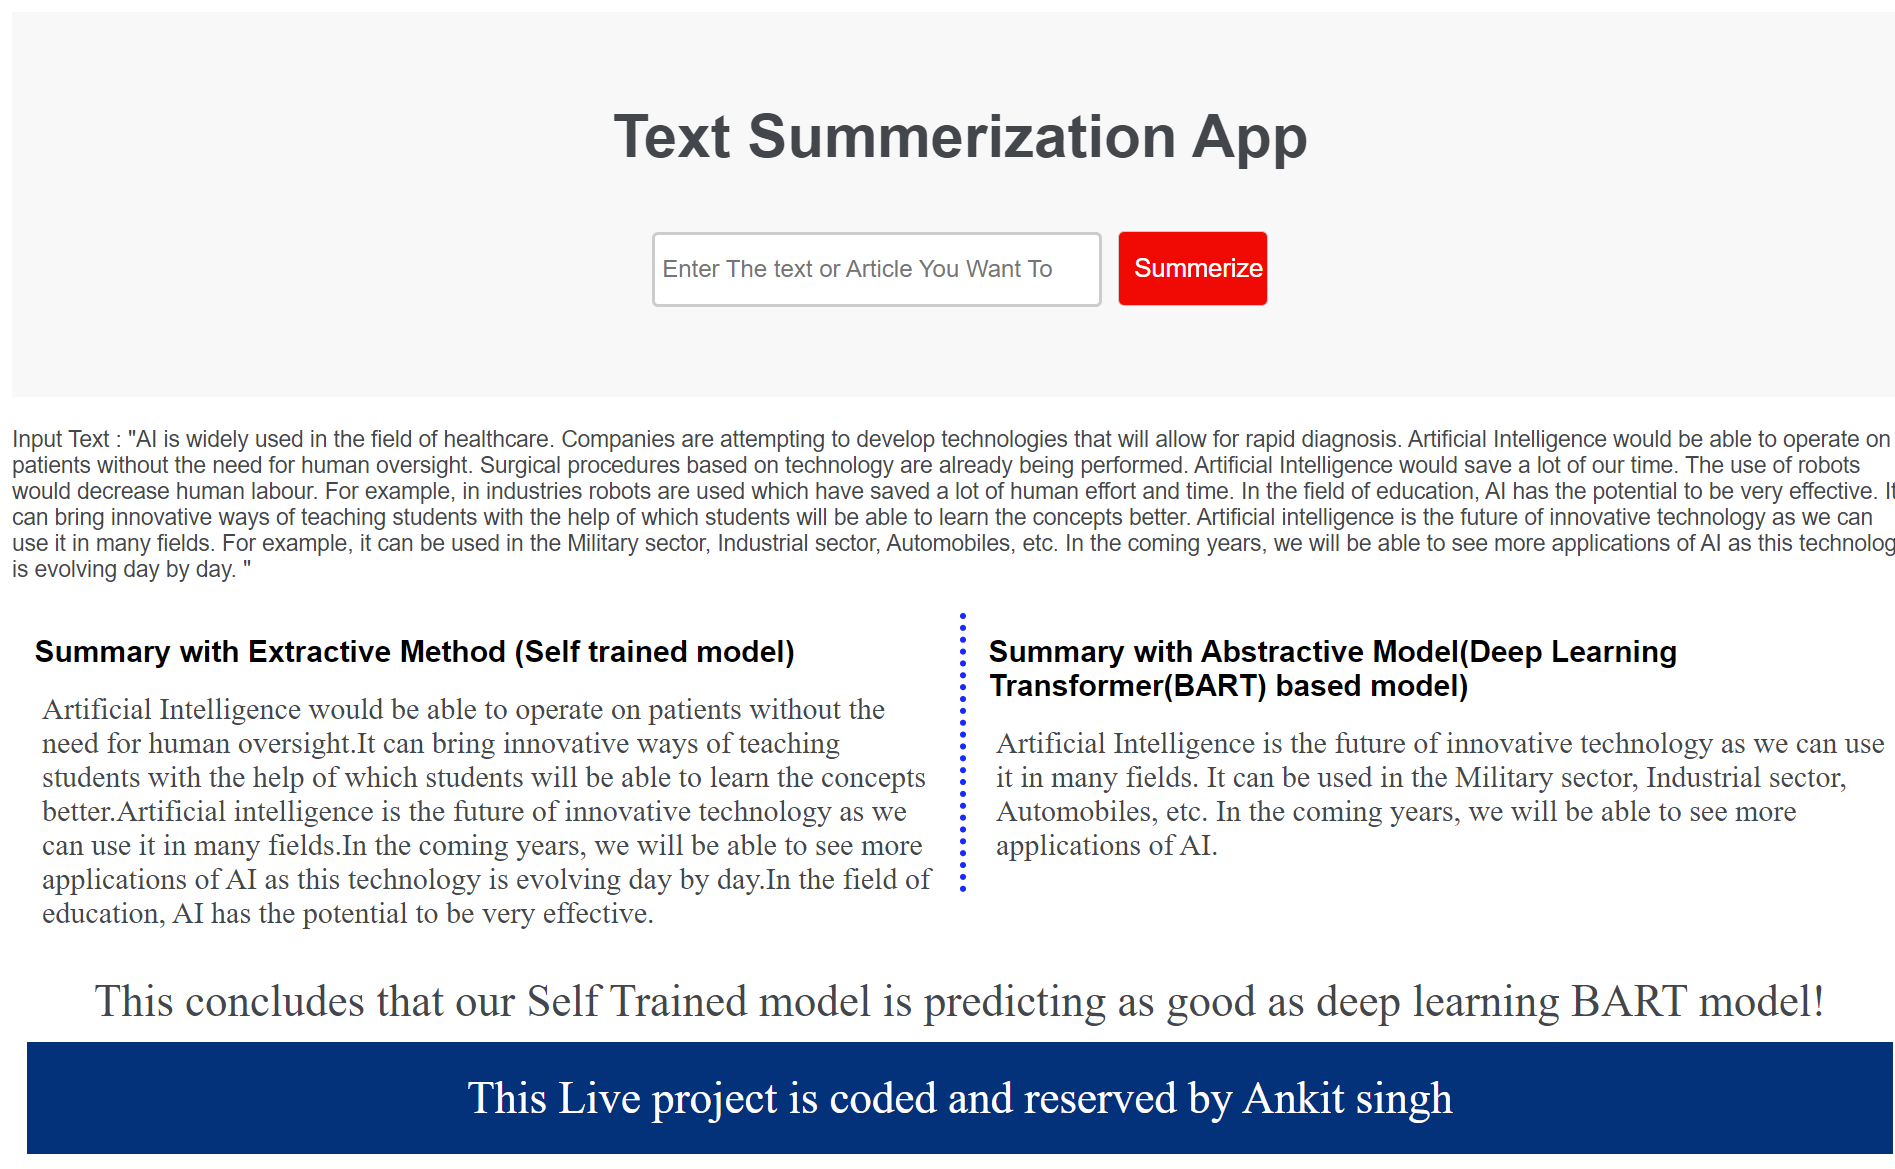 Text Summerization App
Enter The text or Article You Want To
Summerize
Input Text : "AI is widely used in the field of healthcare. Companies are attempting to develop technologies that will allow for rapid diagnosis. Artificial Intelligence would be able to operate on
patients without the need for human oversight. Surgical procedures based on technology are already being performed. Artificial Intelligence would save a lot of our time. The use of robots
would decrease human labour. For example, in industries robots are used which have saved a lot of human effort and time. In the field of education, AI has the potential to be very effective. It
can bring innovative ways of teaching students with the help of which students will be able to learn the concepts better. Artificial intelligence is the future of innovative technology as we can
use it in many fields. For example, it can be used in the Military sector, Industrial sector, Automobiles, etc. In the coming years, we will be able to see more applications of AI as this technolog
is evolving day by day. "
Summary with Extractive Method (Self trained model)
Artificial Intelligence would be able to operate on patients without the
need for human oversight.It can bring innovative ways of teaching
students with the help of which students will be able to learn the concepts
better.Artificial intelligence is the future of innovative technology as we
can use it in many fields.In the coming years, we will be able to see more
applications of AI as this technology is evolving day by day.In the field of
education, AI has the potential to be very effective.
Summary with Abstractive Model(Deep Learning
Transformer(BART) based model)
Artificial Intelligence is the future of innovative technology as we can use
it in many fields. It can be used in the Military sector, Industrial sector,
Automobiles, etc. In the coming years, we will be able to see more
applications of AI.
This concludes that our Self Trained model is predicting as good as deep learning BART model!
This Live project is coded and reserved by Ankit singh